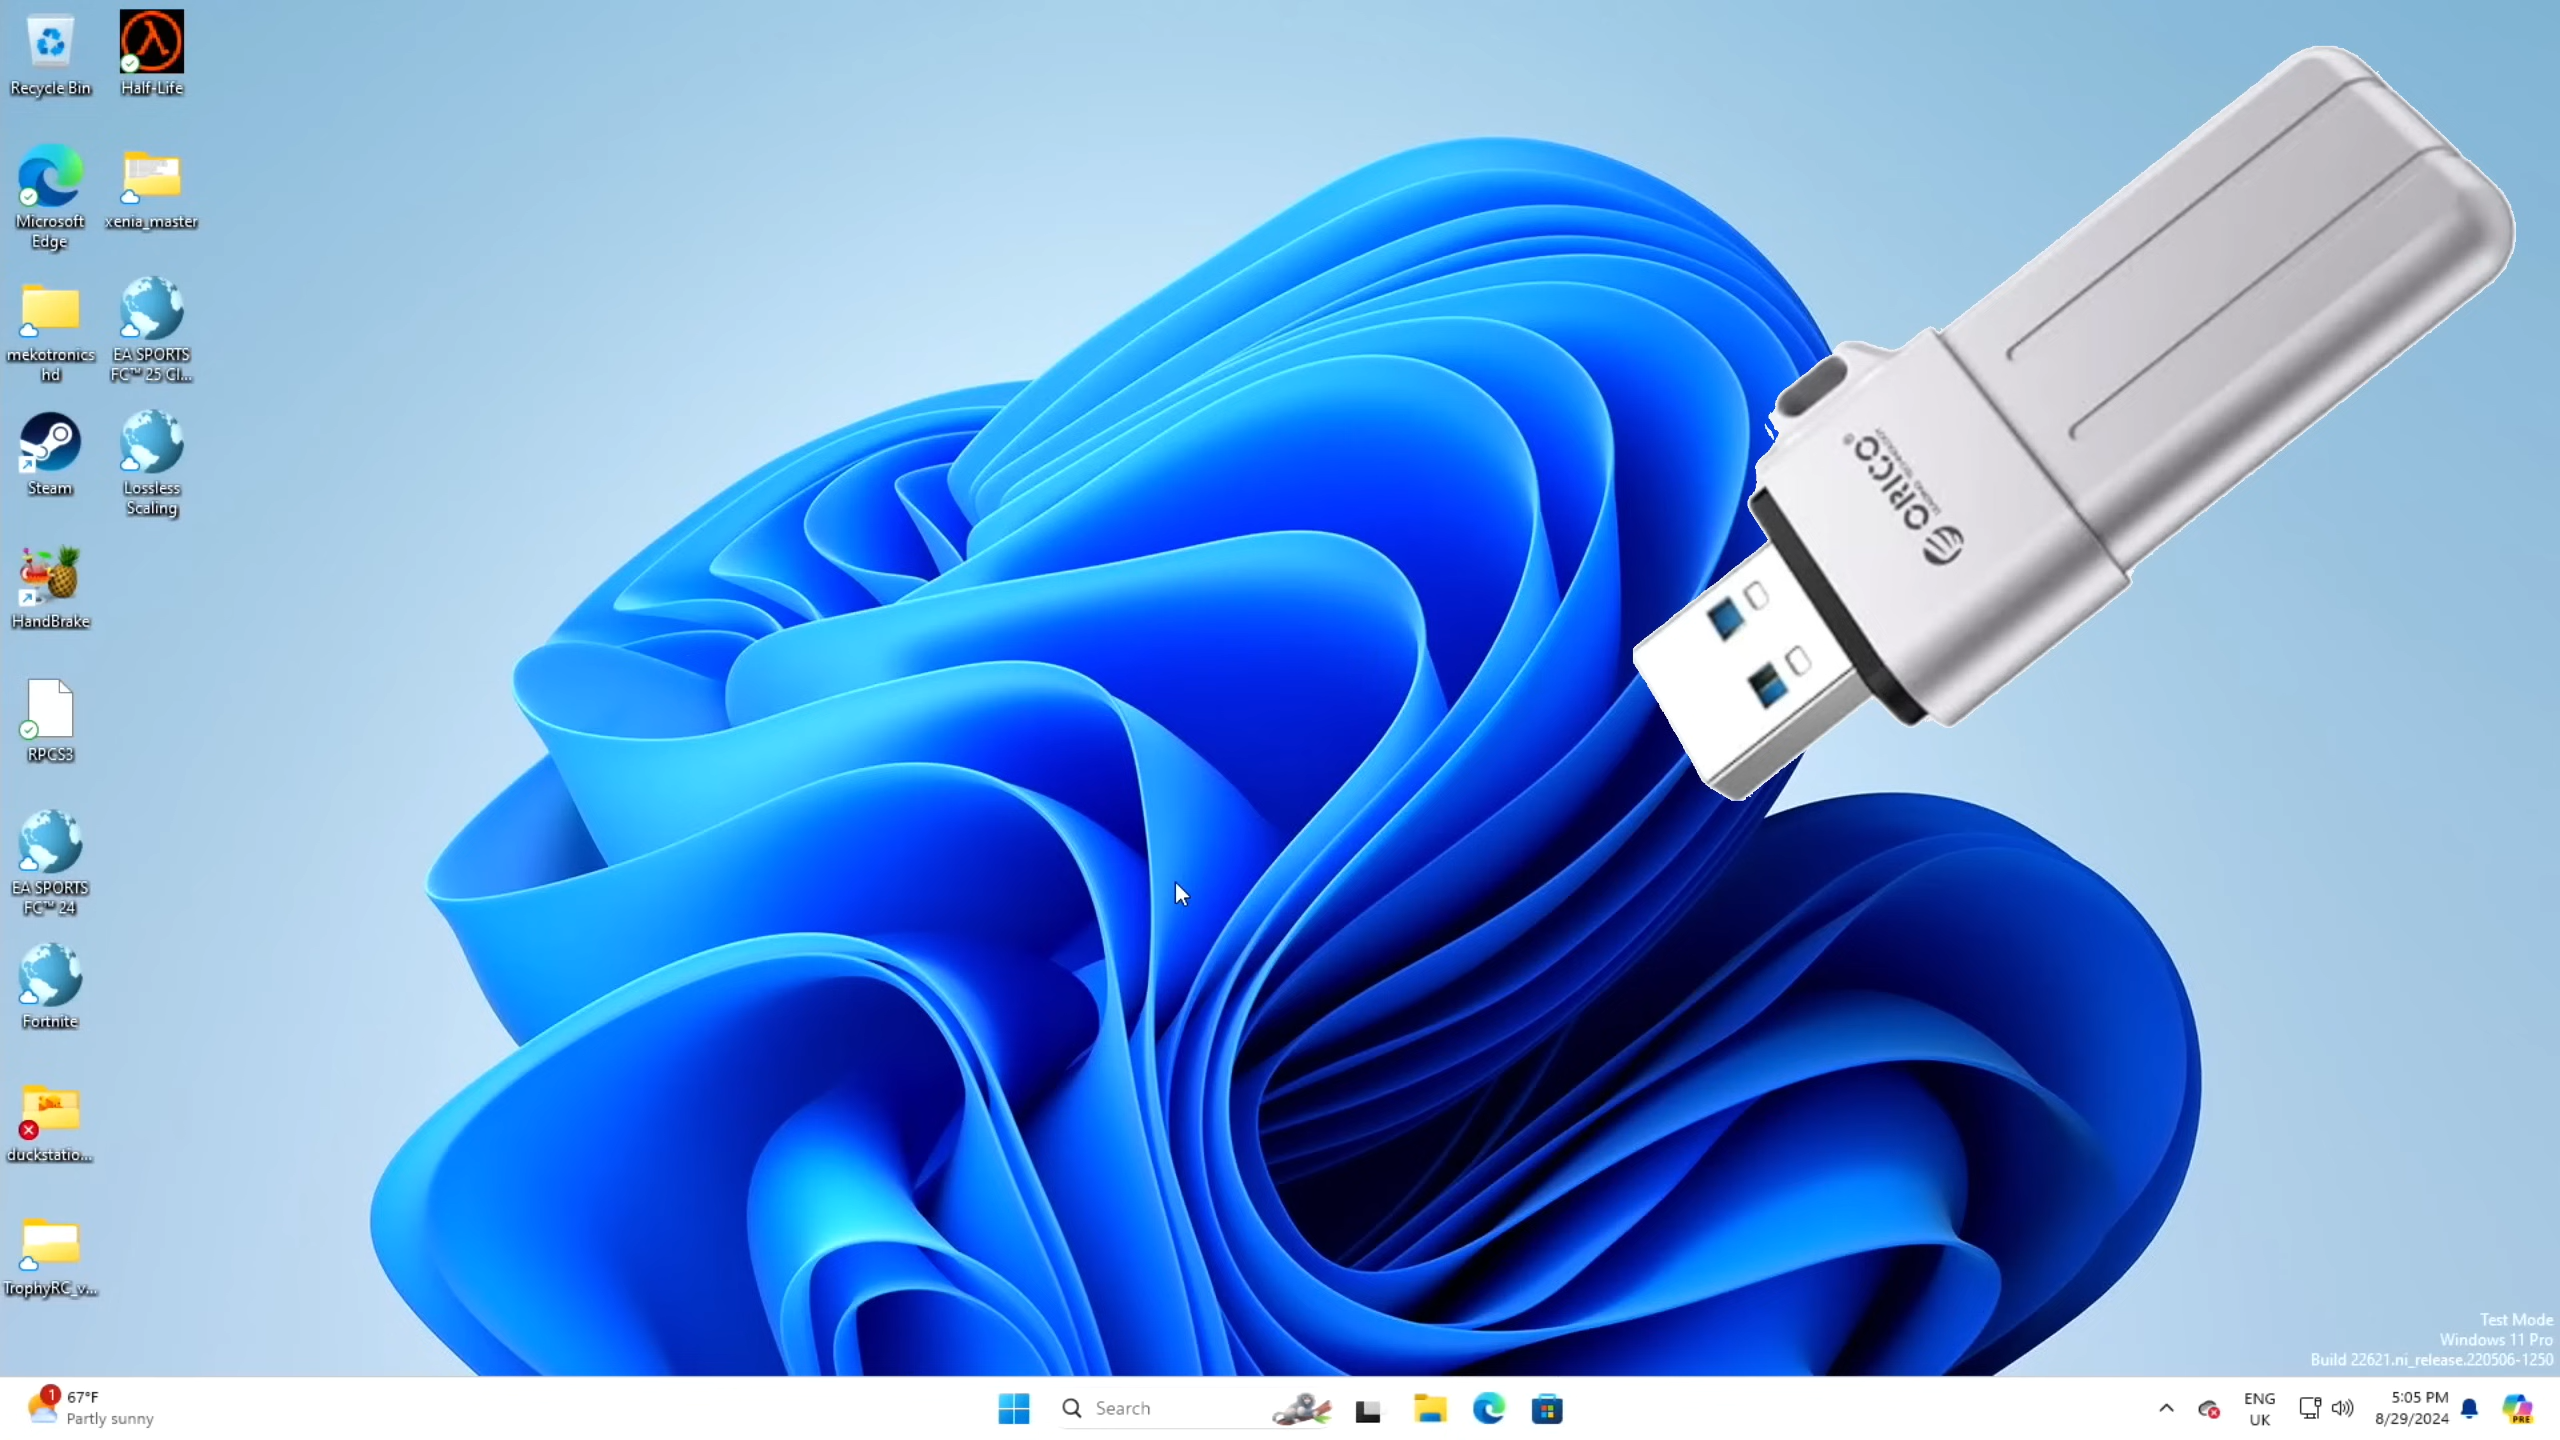 Recycle Bin
Half-Life
Microsoft
Edge
xenia_master
mekotronics
hd
EA SPORTS
FC™ 25 Cl...
Steam
Lossless
Scaling
HandBrake
RPCS3
EA SPORTS
FC™ 24
Fortnite
duckstatio...
TrophyRC_v...
ORICO
®
Test Mode
Windows 11 Pro
Build 22621.ni_release.220506-1250
1
67°F
Partly sunny
Search
ENG
UK
5:05 PM
8/29/2024
PRE